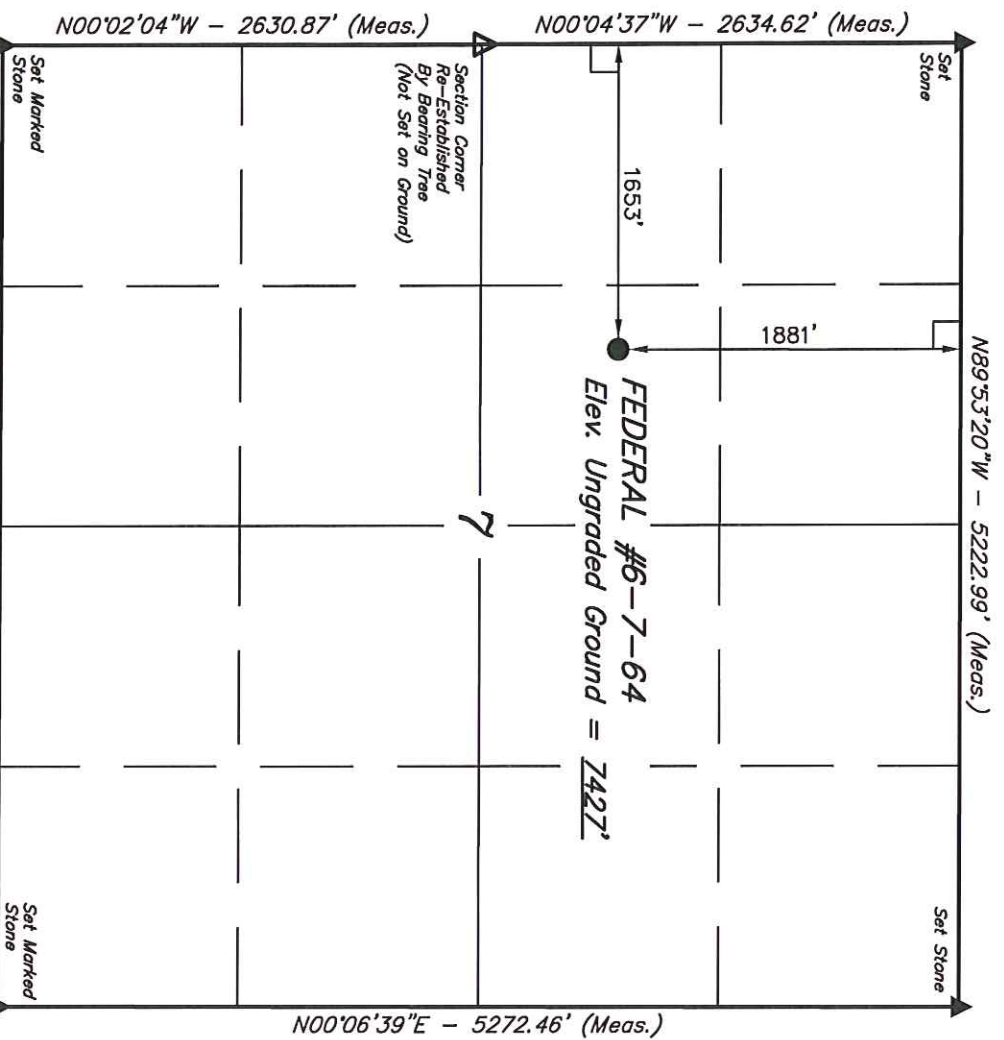 N00°02'04"W - 2630.87' (Meas.)
N00°04'37"W - 2634.62' (Meas.)
Set
Stone
N89°53'20"W - 5222.99' (Meas.)
1653'
1881'
FEDERAL #6-7-64
Elev. Ungraded Ground = 7427'
Section Corner
Re-Established
By Bearing Tree
(Not Set on Ground)
7
Set Marked
Stone
Set Stone
Set Marked
Stone
N00°06'39"E - 5272.46' (Meas.)